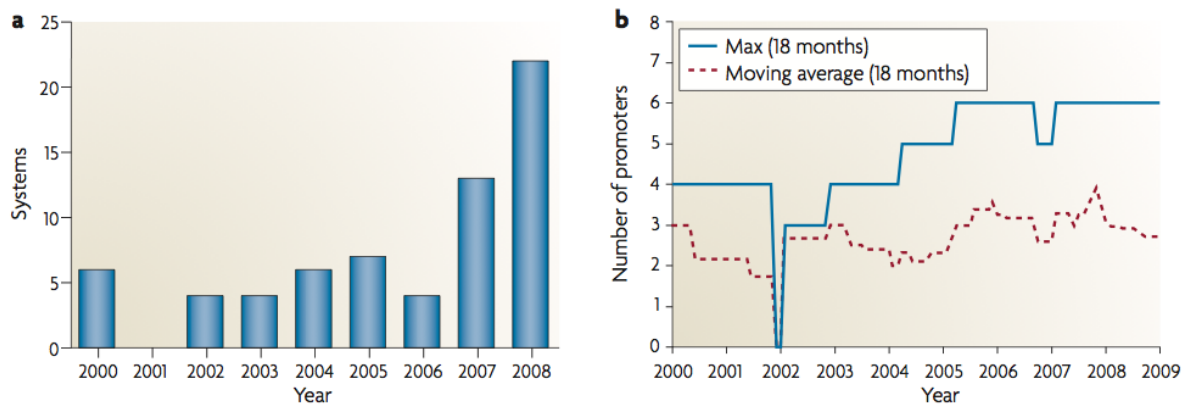 a
25
20
15
10
5
0
Systems
2000 2001 2002 2003 2004 2005 2006 2007 2008
Year
b
8
7
6
5
4
3
2
1
0
Number of promoters
Max (18 months)
Moving average (18 months)
2000 2001 2002 2003 2004 2005 2006 2007 2008 2009
Year